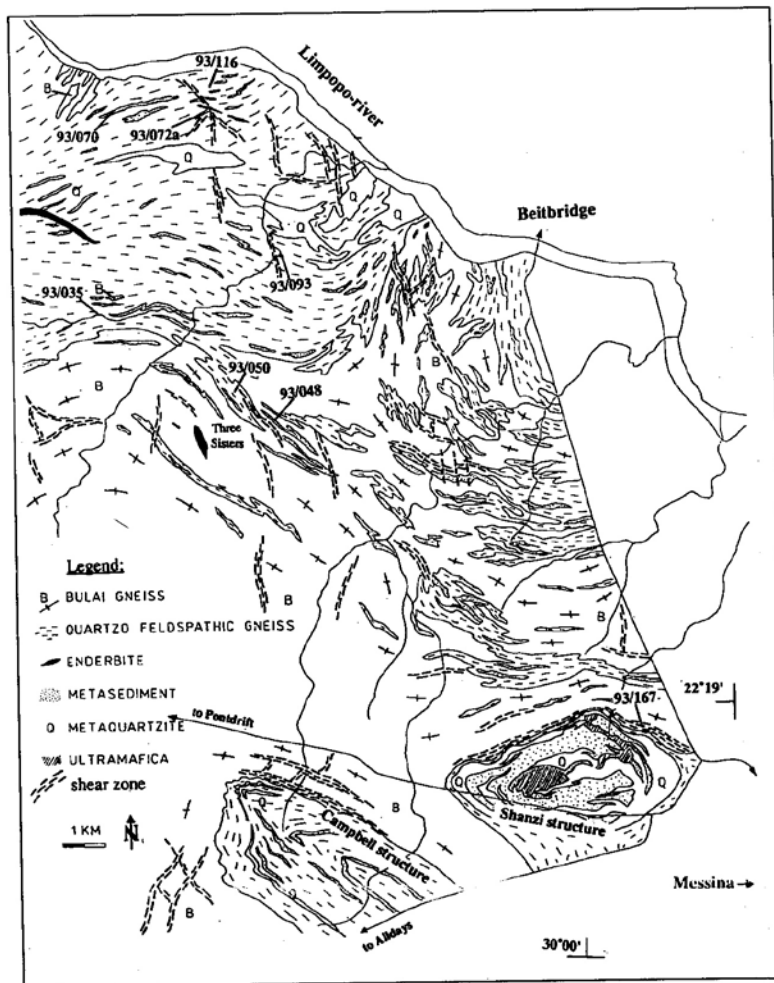 Limpopo-river
93/116
B
93/070
93/072a
Q
Q
Q
Q
Q
Beitbridge
93/093
93/035
B
B
B
93/050
93/048
Three
Sisters
Legend:
B BULAI GNEISS
QUARTZO FELDSPATHIC GNEISS
ENDERBITE
METASEDIMENT
Q METAQUARTZITE
ULTRAMAFICA
shear zone
1 KM
N
B
B
B
93/167
22°19'
to Pontdrift
Q
Q
Q
Q
B
Shanzi structure
Campbell structure
Q
B
Messina →
to Alldays
30°00'